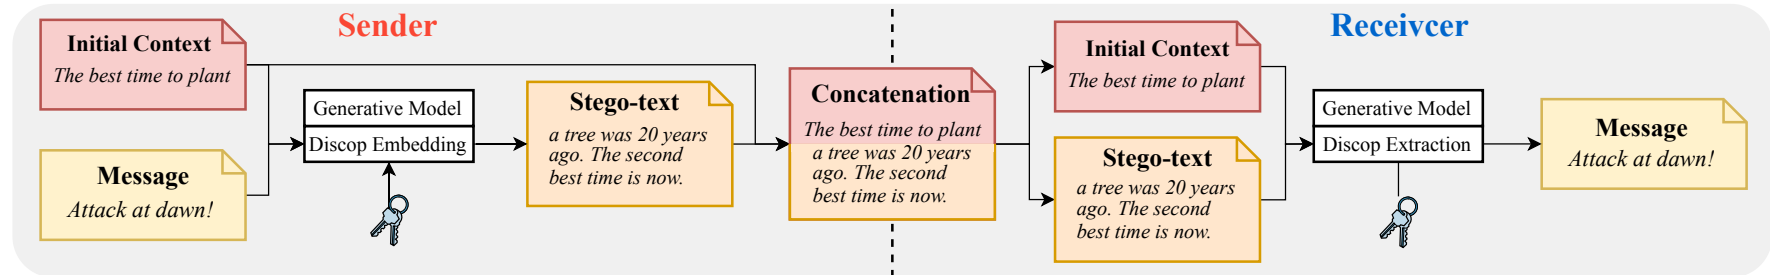 Sender
Receivcer
Initial Context
The best time to plant
Message
Attack at dawn!
Generative Model
Discop Embedding
Stego-text
a tree was 20 years
ago. The second
best time is now.
Concatenation
The best time to plant
a tree was 20 years
ago. The second
best time is now.
Initial Context
The best time to plant
Stego-text
a tree was 20 years
ago. The second
best time is now.
Generative Model
Discop Extraction
Message
Attack at dawn!